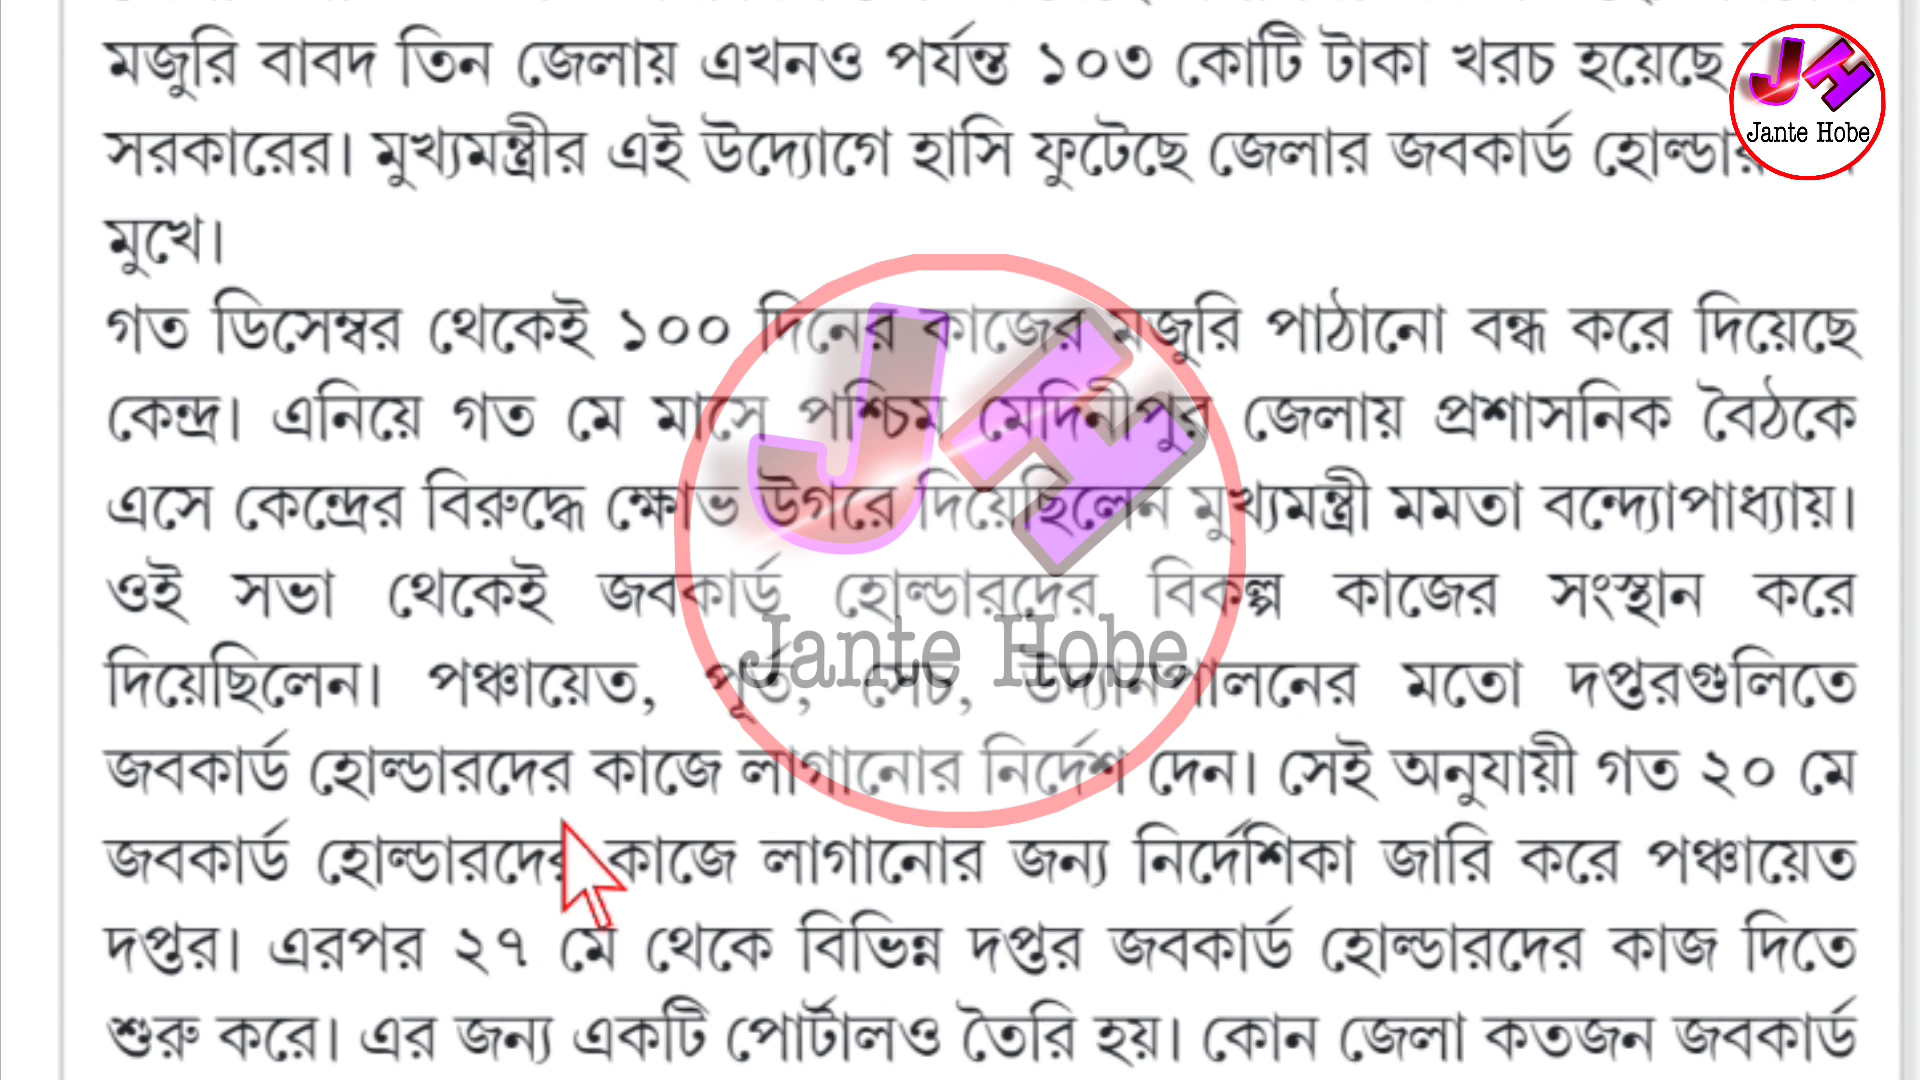 মজুরি বাবদ তিন জেলায় এখনও পর্যন্ত ১০৩ কোটি টাকা খরচ হয়েছে
Jante Hobe
সরকারের। মুখ্যমন্ত্রীর এই উদ্যোগে হাসি ফুটেছে জেলার জবকার্ড
মুখে।
গত ডিসেম্বর থেকেই ১০০ দিনের কাজের মজুরি পাঠানো বন্ধ করে দিয়েছে
কেন্দ্র। এনিয়ে গত মে মাসে পশ্চিম মেদিনীপুর জেলায় প্রশাসনিক বৈঠকে
এসে কেন্দ্রের বিরুদ্ধে ক্ষোভ উগরে দিয়েছিলেন মুখ্যমন্ত্রী মমতা বন্দ্যোপাধ্যায়।
ওই সভা থেকেই জবকার্ড হোল্ডারদের বিকল্প কাজের সংস্থান করে
Jante Hobe
দিয়েছিলেন। পঞ্চায়েত, পূর্ত, সেচ, উদ্যানপালনের মতো দপ্তরগুলিতে
জবকার্ড হোল্ডারদের কাজে লাগানোর নির্দেশ দেন। সেই অনুযায়ী গত ২০ মে
জবকার্ড হোল্ডারদের কাজে লাগানোর জন্য নির্দেশিকা জারি করে পঞ্চায়েত
দপ্তর। এরপর ২৭ মে থেকে বিভিন্ন দপ্তর জবকার্ড হোল্ডারদের কাজ দিতে
শুরু করে। এর জন্য একটি পোর্টালও তৈরি হয়। কোন জেলা কতজন জবকার্ড